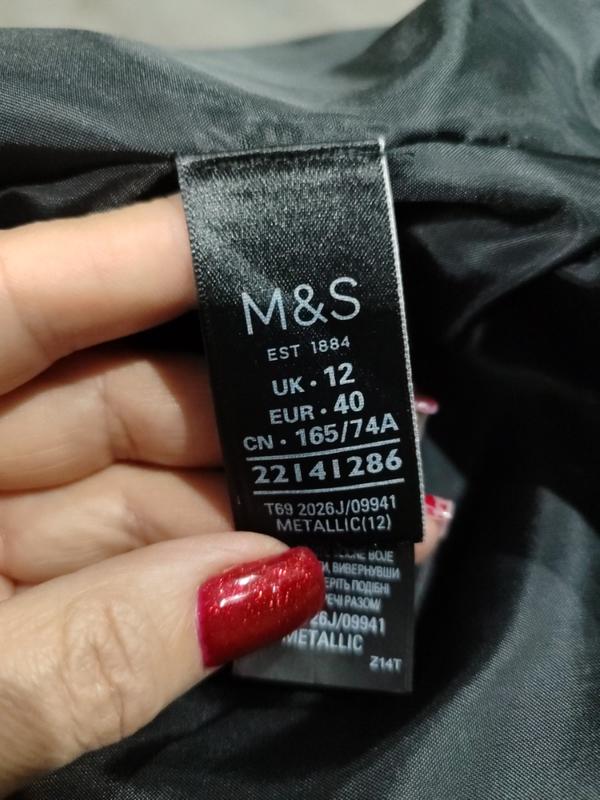 M&S
EST 1884
UK · 12
EUR · 40
CN · 165/74A
22141286
T69 2026J/09941
METALLIC(12)
BOJE
ВИВЕРНУВШИ
ПОДІБНІ
РАЗОМ/
26J/09941
METALLIC
Z14T